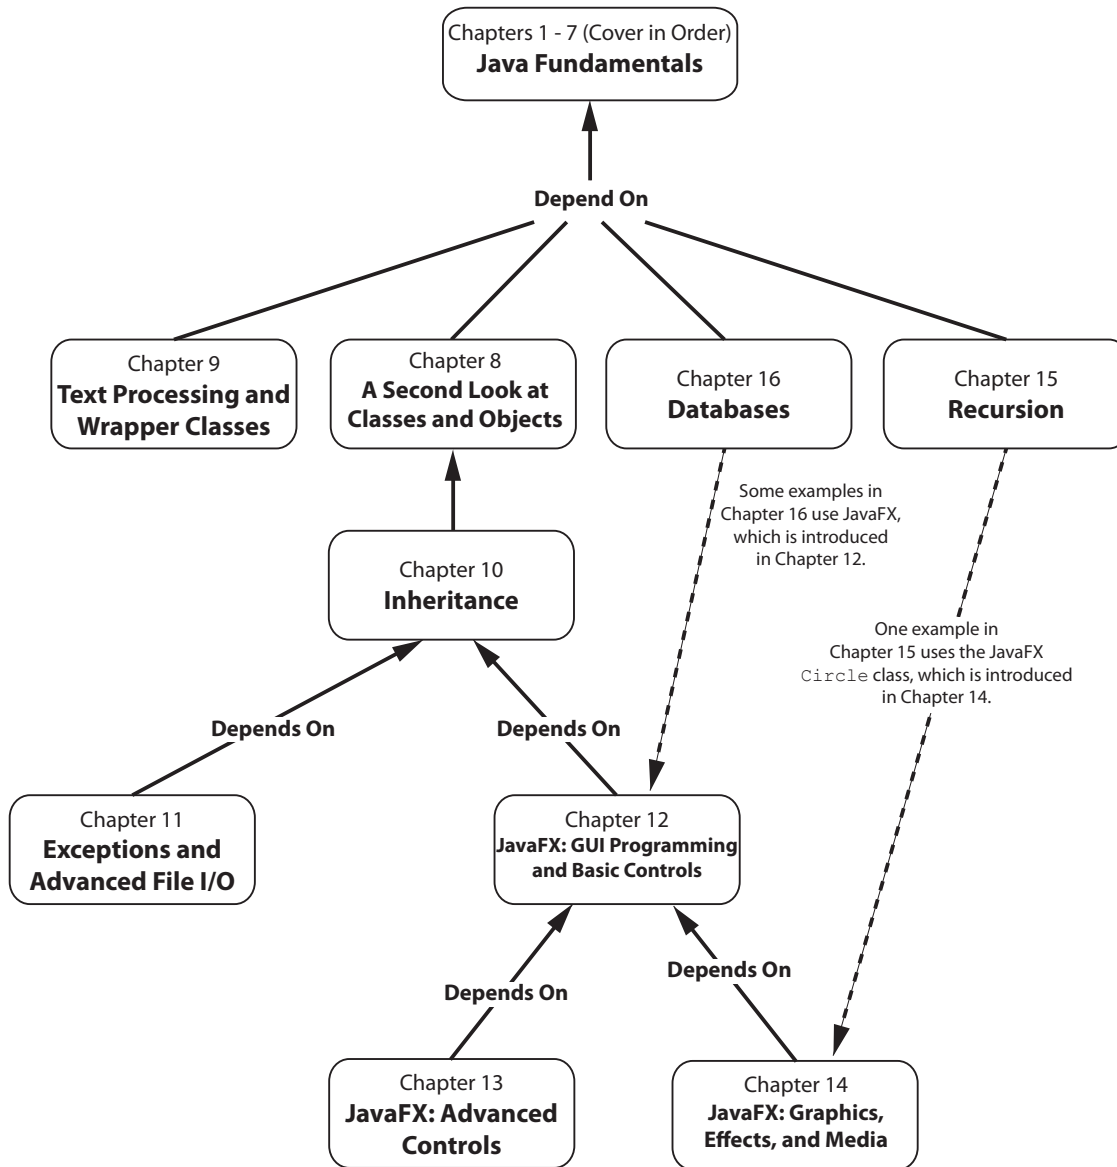 Chapters 1 - 7 (Cover in Order)
Java Fundamentals
Depend On
Chapter 9
Text Processing and
Wrapper Classes
Chapter 8
A Second Look at
Classes and Objects
Chapter 16
Databases
Chapter 15
Recursion
Some examples in
Chapter 16 use JavaFX,
which is introduced
in Chapter 12.
Chapter 10
Inheritance
One example in
Chapter 15 uses the JavaFX
Circle class, which is introduced
in Chapter 14.
Depends On
Depends On
Chapter 11
Exceptions and
Advanced File I/O
Chapter 12
JavaFX: GUI Programming
and Basic Controls
Depends On
Depends On
Chapter 13
JavaFX: Advanced
Controls
Chapter 14
JavaFX: Graphics,
Effects, and Media